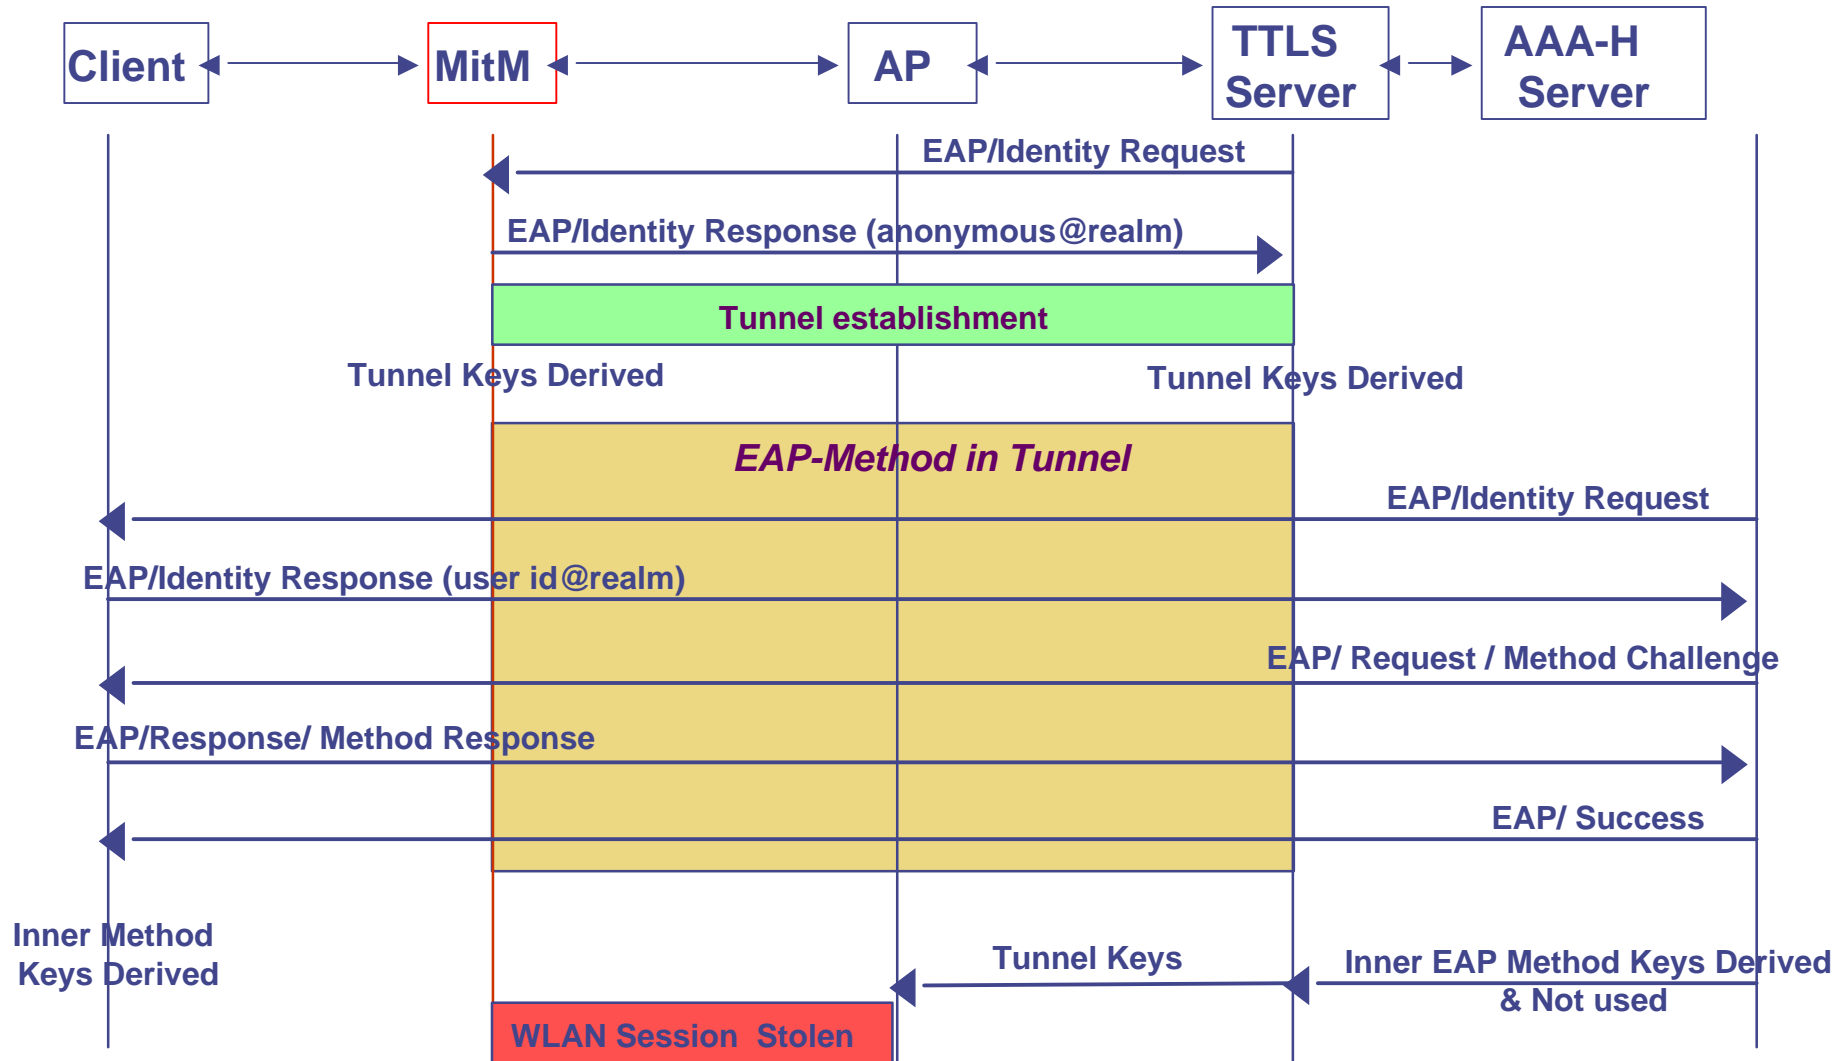 Client
MitM
AP
TTLS
Server
AAA-H
Server
EAP/Identity Request
EAP/Identity Response (anonymous@realm)
Tunnel establishment
Tunnel Keys Derived
Tunnel Keys Derived
EAP-Method in Tunnel
EAP/Identity Request
EAP/Identity Response (user id@realm)
EAP/ Request / Method Challenge
EAP/Response/ Method Response
EAP/ Success
Inner Method
Keys Derived
Tunnel Keys
Inner EAP Method Keys Derived
& Not used
WLAN Session Stolen